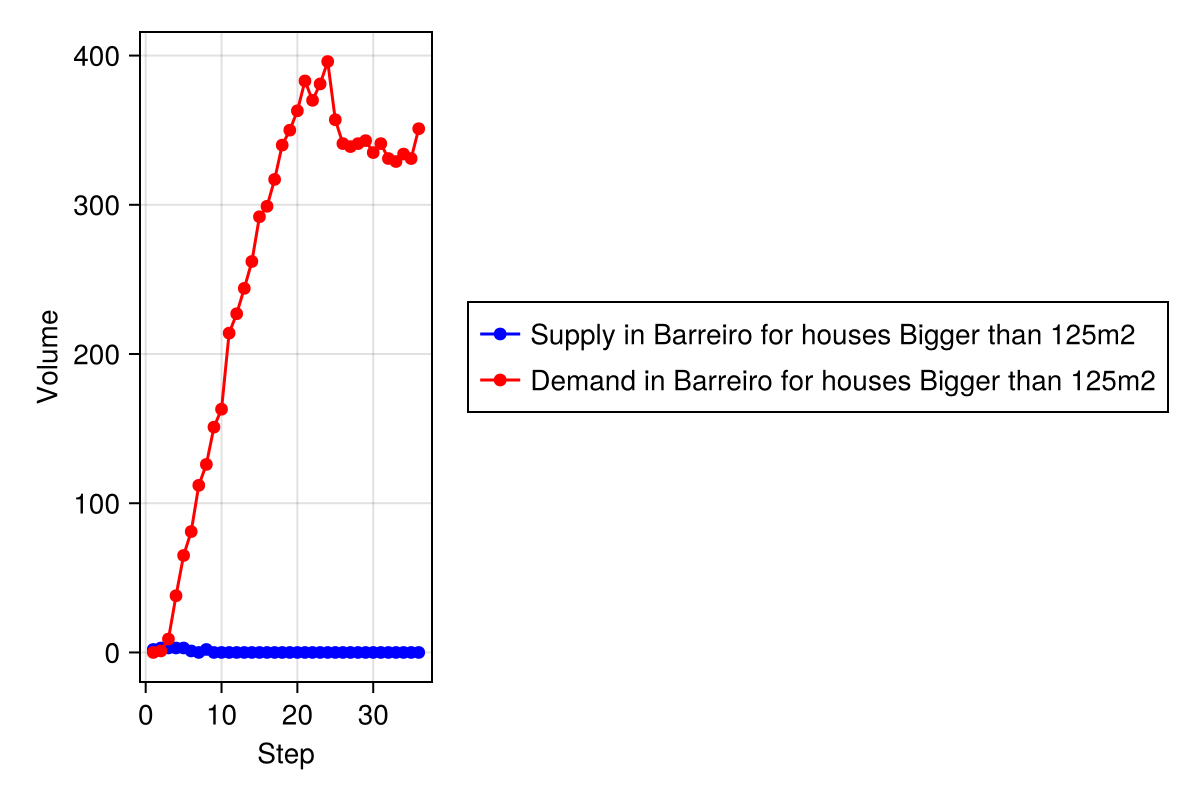 400
300
200
100
0
Volume
0 10 20 30
Step
Supply in Barreiro for houses Bigger than 125m2
Demand in Barreiro for houses Bigger than 125m2